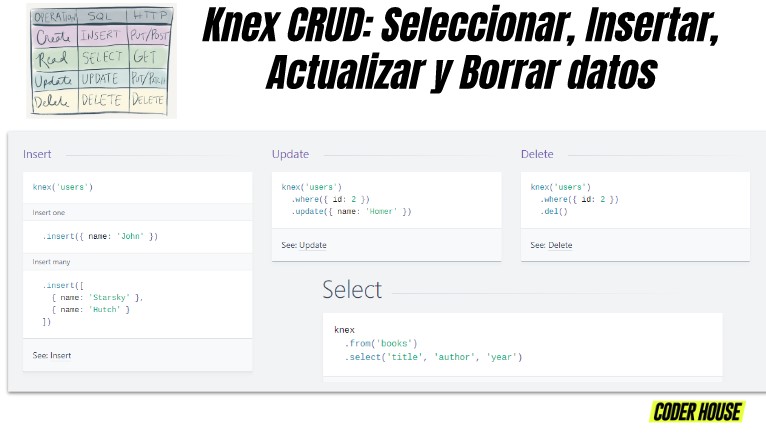 OPERATION SQL HTTP
Create INSERT PUT/POST
Read SELECT GET
Update UPDATE PUT/PATCH
Delete DELETE DELETE
Knex CRUD: Seleccionar, Insertar,
Actualizar y Borrar datos
Insert
knex('users')
Insert one
.insert({ name: 'John' })
Insert many
.insert([
{ name: 'Starsky' },
{ name: 'Hutch' }
])
See: Insert
Update
knex('users')
.where({ id: 2 })
.update({ name: 'Homer' })
See: Update
Delete
knex('users')
.where({ id: 2 })
.del()
See: Delete
Select
knex
.from('books')
.select('title', 'author', 'year')
CODER HOUSE